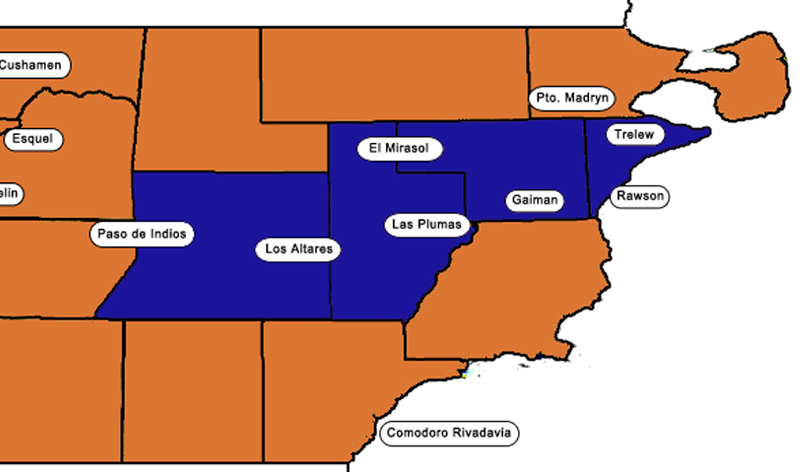 Cushamen
Pto. Madryn
Esquel
Trelew
El Mirasol
elin
Rawson
Gaiman
Las Plumas
Paso de Indios
Los Altares
Comodoro Rivadavia